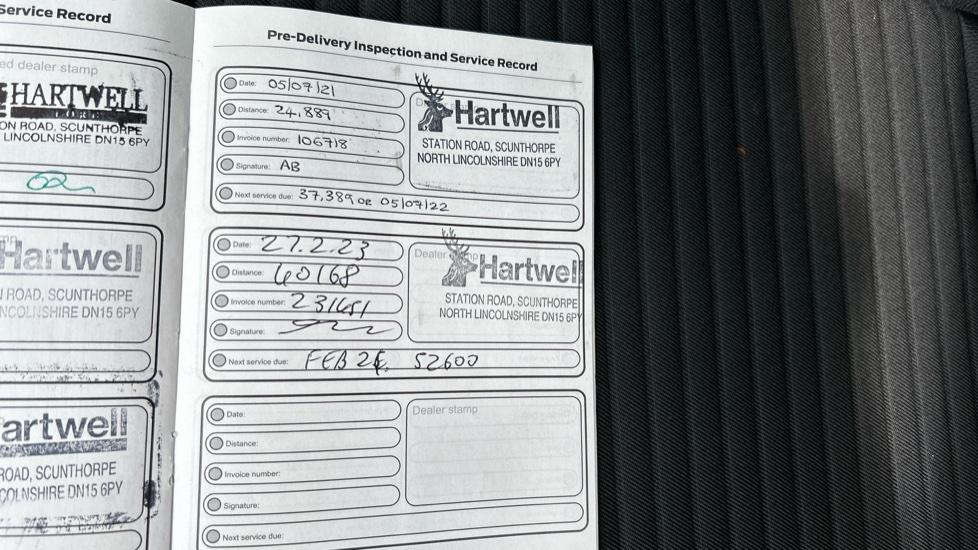 Service Record
ed dealer stamp
HARTWELL
ON ROAD, SCUNTHORPE
LINCOLNSHIRE DN15 6PY
Hartwell
ROAD, SCUNTHORPE
NCOLNSHIRE DN15 6PY
artwell
ROAD, SCUNTHORPE
COLNSHIRE DN15 6PY
Pre-Delivery Inspection and Service Record
Date: 05/07/21
Distance: 24,889
Invoice number: 106718
Signature: AB
Next service due: 37,389 OR 05/07/22
Hartwell
STATION ROAD, SCUNTHORPE
NORTH LINCOLNSHIRE DN15 6PY
Date: 27.2.23
Distance: 40168
Invoice number:
Signature:
Next service due: FEB 24, 52600
Dealer
Hartwell
STATION ROAD, SCUNTHORPE
NORTH LINCOLNSHIRE DN15 6PY
Date:
Distance:
Invoice number:
Signature:
Next service due:
Dealer stamp